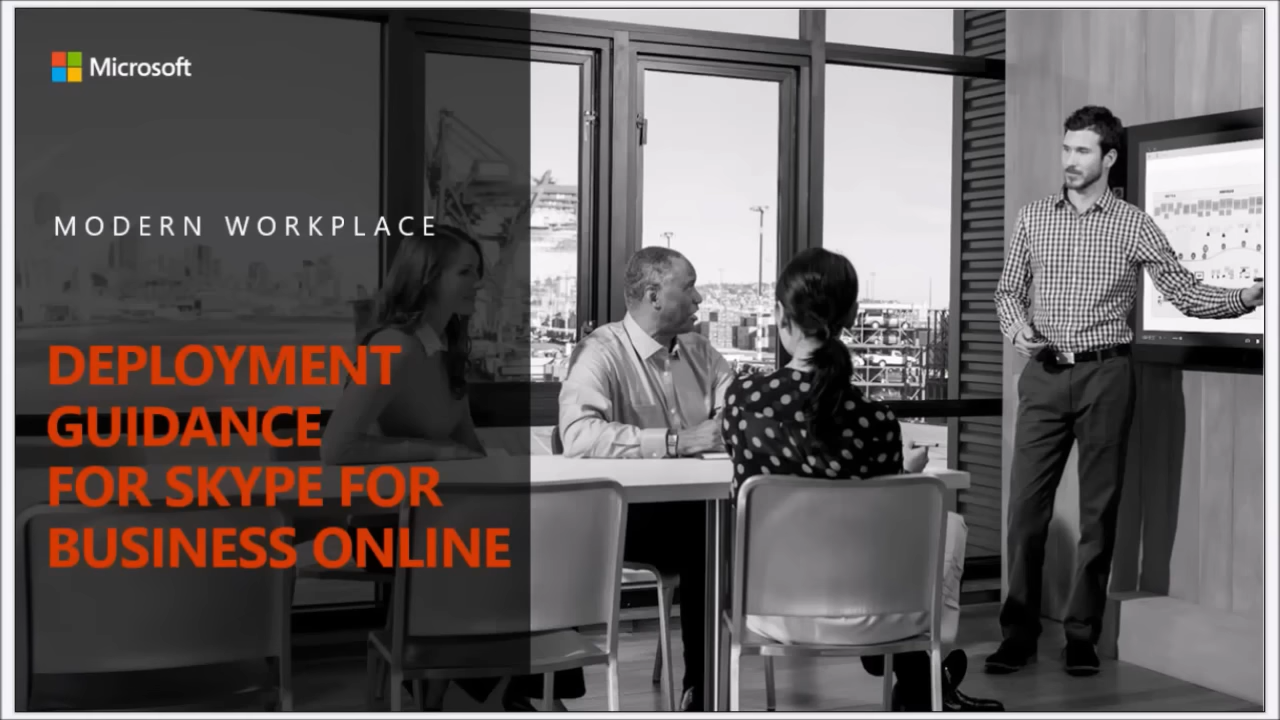 Microsoft
MODERN WORKPLACE
DEPLOYMENT
GUIDANCE
FOR SKYPE FOR
BUSINESS ONLINE